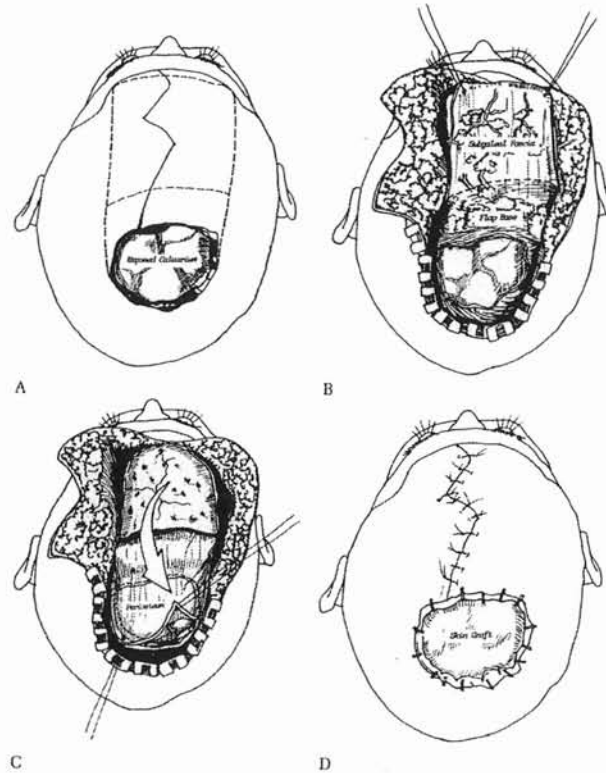 Exposed Calvarium
A
Subgaleal Fascia
Flap Base
B
Pericranium
C
Skin Graft
D